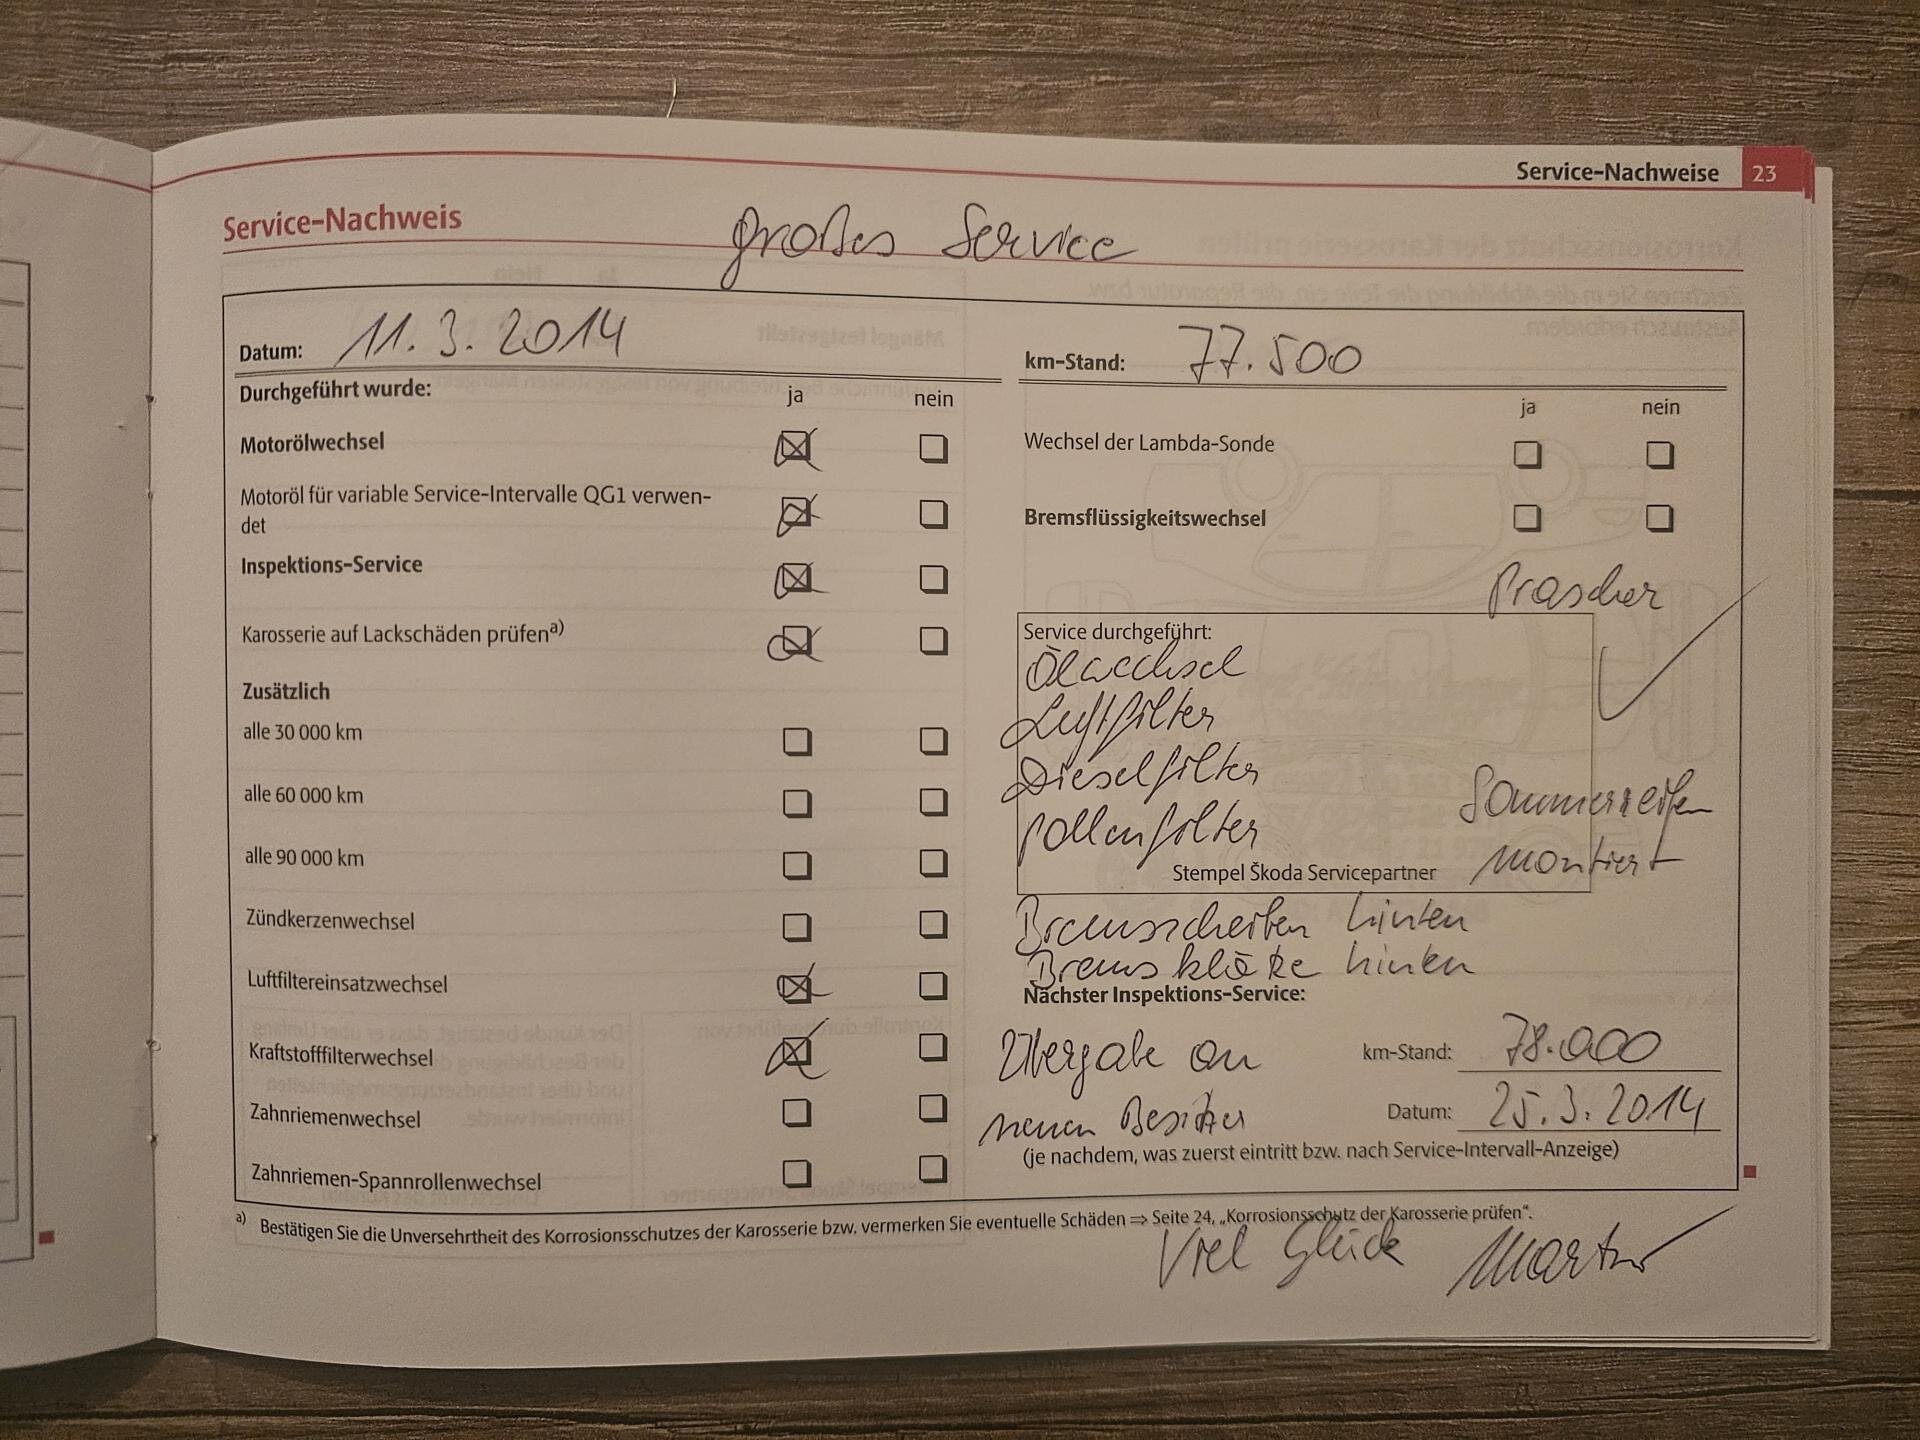 Service-Nachweise 23
Service-Nachweis
großes Service
Datum: 11.3.2014
Durchgeführt wurde:
ja nein
Motorölwechsel
Motoröl für variable Service-Intervalle QG1 verwen-
det
Inspektions-Service
Karosserie auf Lackschäden prüfen a)
Zusätzlich
alle 30 000 km
alle 60 000 km
alle 90 000 km
Zündkerzenwechsel
Luftfiltereinsatzwechsel
Kraftstofffilterwechsel
Zahnriemenwechsel
Zahnriemen-Spannrollenwechsel
km-Stand: 77.500
ja nein
Wechsel der Lambda-Sonde
Bremsflüssigkeitswechsel
Prascher
Service durchgeführt:
Ölwechsel
Luftfilter
Dieselfilter
Pollenfilter
Sommerreifen
montiert
Stempel Škoda Servicepartner
Bremsscheiben hinten
Bremsklötze hinten
Nächster Inspektions-Service:
Übergabe an
neuen Besitzer
km-Stand: 78.000
Datum: 25.3.2014
(je nachdem, was zuerst eintritt bzw. nach Service-Intervall-Anzeige)
a) Bestätigen Sie die Unversehrtheit des Korrosionsschutzes der Karosserie bzw. vermerken Sie eventuelle Schäden ⇒ Seite 24, „Korrosionsschutz der Karosserie prüfen“.
Viel Glück Martin